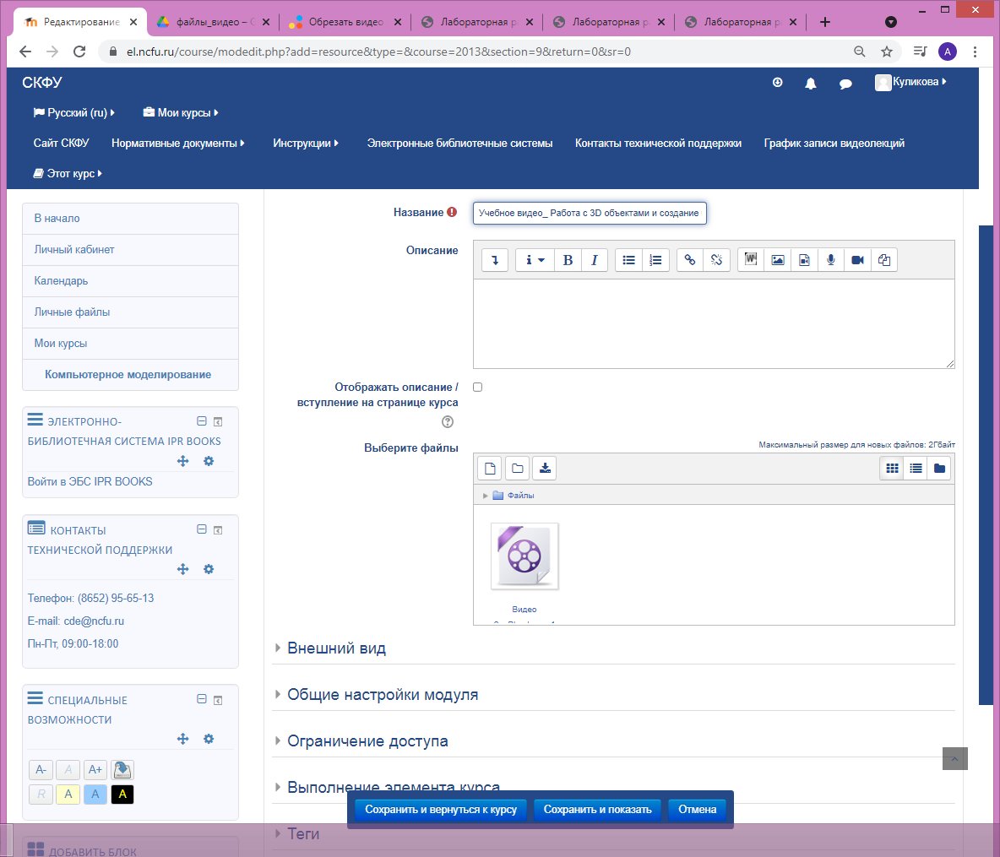 Редактирование
файлы_видео – G
Обрезать видео
Лабораторная р
Лабораторная р
Лабораторная р
el.ncfu.ru/course/modedit.php?add=resource&type=&course=2013&section=9&return=0&sr=0
A
СКФУ
Куликова
Русский (ru)
Мои курсы
Сайт СКФУ
Нормативные документы
Инструкции
Электронные библиотечные системы
Контакты технической поддержки
График записи видеолекций
Этот курс
В начало
Личный кабинет
Календарь
Личные файлы
Мои курсы
Компьютерное моделирование
ЭЛЕКТРОННО-
БИБЛИОТЕЧНАЯ СИСТЕМА IPR BOOKS
Войти в ЭБС IPR BOOKS
КОНТАКТЫ
ТЕХНИЧЕСКОЙ ПОДДЕРЖКИ
Телефон: (8652) 95-65-13
E-mail: cde@ncfu.ru
Пн-Пт, 09:00-18:00
СПЕЦИАЛЬНЫЕ
ВОЗМОЖНОСТИ
A- A A+
R A A A
ДОБАВИТЬ БЛОК
Название
Учебное видео_ Работа с 3D объектами и создание
Описание
i B I
Отображать описание /
вступление на странице курса
Выберите файлы
Максимальный размер для новых файлов: 2Гбайт
Файлы
Видео
Внешний вид
Общие настройки модуля
Ограничение доступа
Выполнение элемента курса
Сохранить и вернуться к курсу
Сохранить и показать
Отмена
Теги